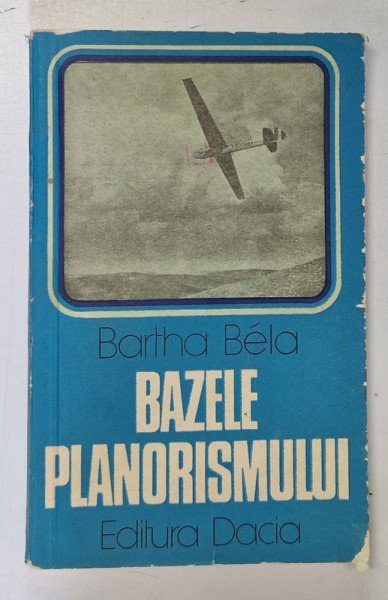 Bartha Béla
BAZELE
PLANORISMULUI
Editura Dacia